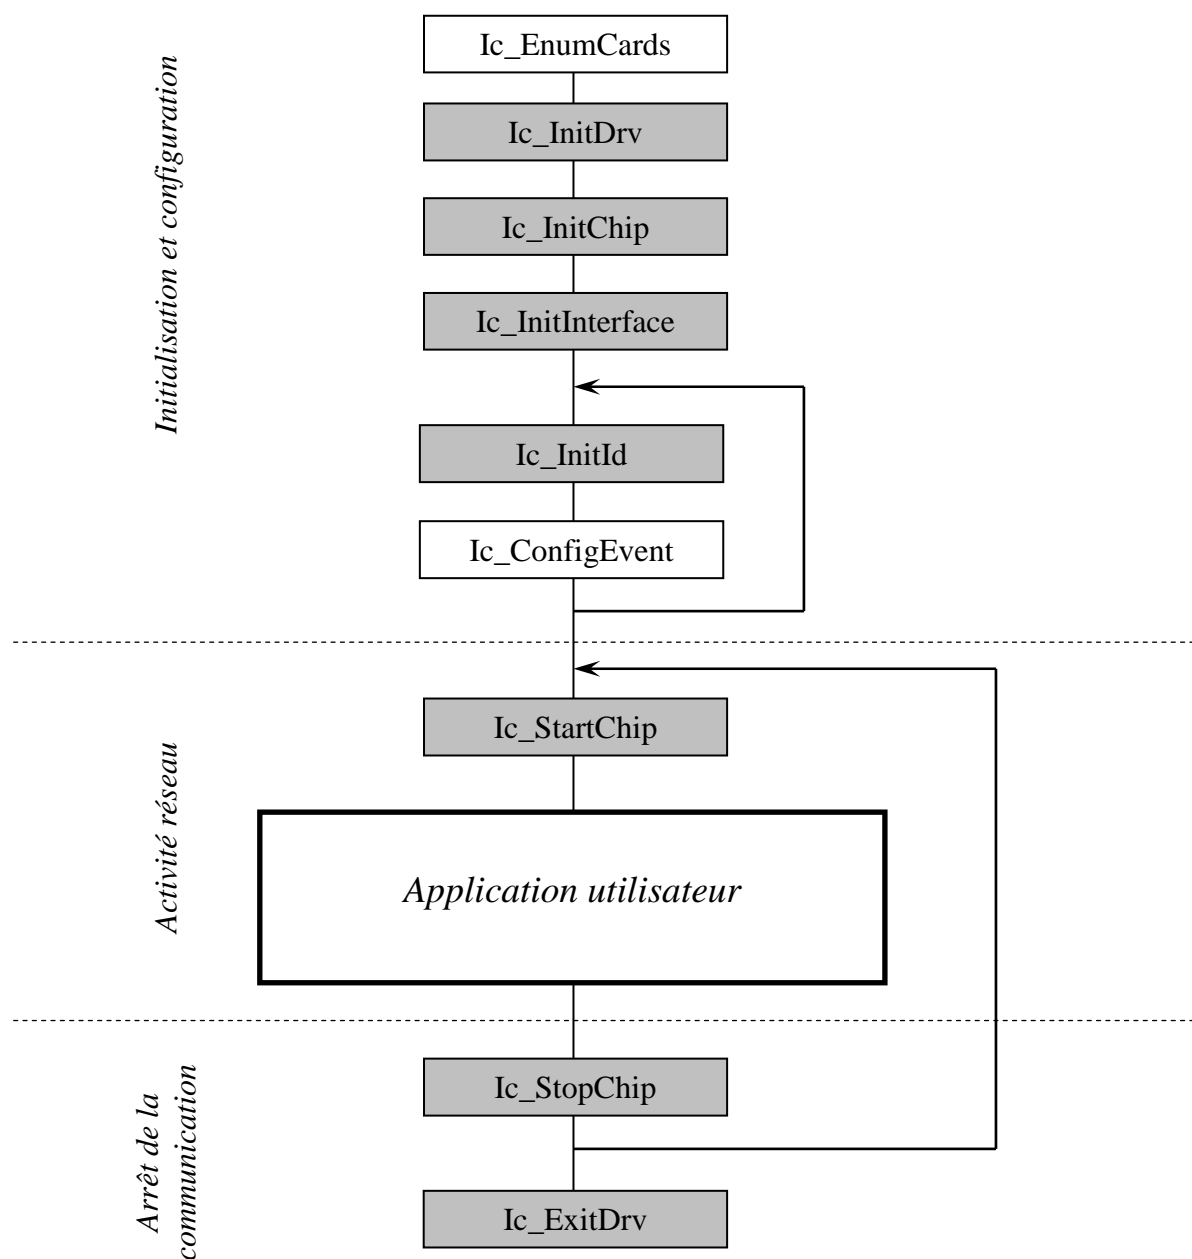 Initialisation et configuration
Ic_EnumCards
Ic_InitDrv
Ic_InitChip
Ic_InitInterface
Ic_InitId
Ic_ConfigEvent
Activité réseau
Ic_StartChip
Application utilisateur
Arrêt de la
communication
Ic_StopChip
Ic_ExitDrv